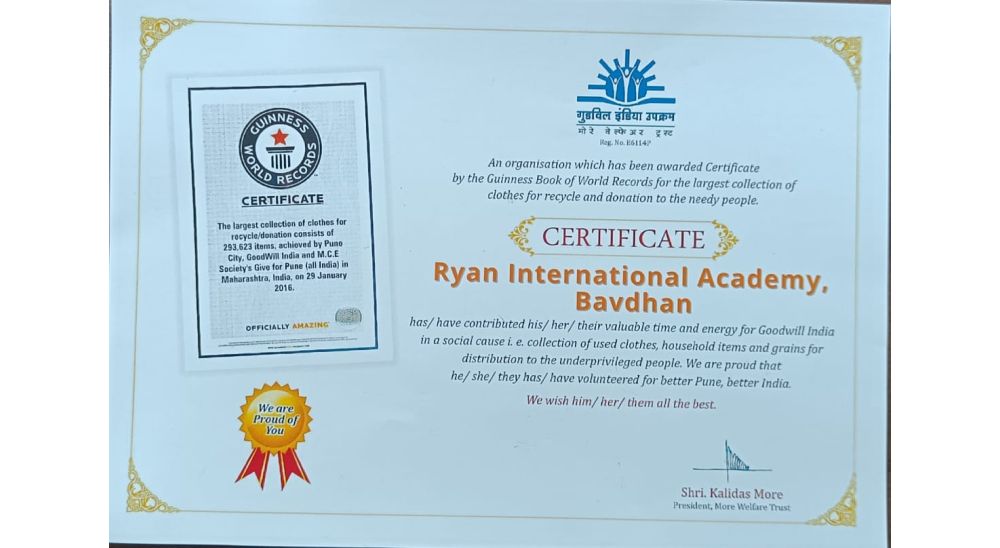 GUINNESS
WORLD RECORDS
CERTIFICATE
The largest collection of clothes for
recycle/donation consists of
293,623 items, achieved by Pune
City, GoodWill India and M.C.E
Society's Give for Pune (all India) in
Maharashtra, India, on 29 January
2016.
OFFICIALLY AMAZING
We are
Proud of
You
गुडविल इंडिया उपक्रम
मोरे वेल्फेअर ट्रस्ट
Reg. No. E6114P
An organisation which has been awarded Certificate
by the Guinness Book of World Records for the largest collection of
clothes for recycle and donation to the needy people.
CERTIFICATE
Ryan International Academy,
Bavdhan
has/ have contributed his/ her/ their valuable time and energy for Goodwill India
in a social cause i. e. collection of used clothes, household items and grains for
distribution to the underprivileged people. We are proud that
he/ she/ they has/ have volunteered for better Pune, better India.
We wish him/ her/ them all the best.
Shri. Kalidas More
President, More Welfare Trust